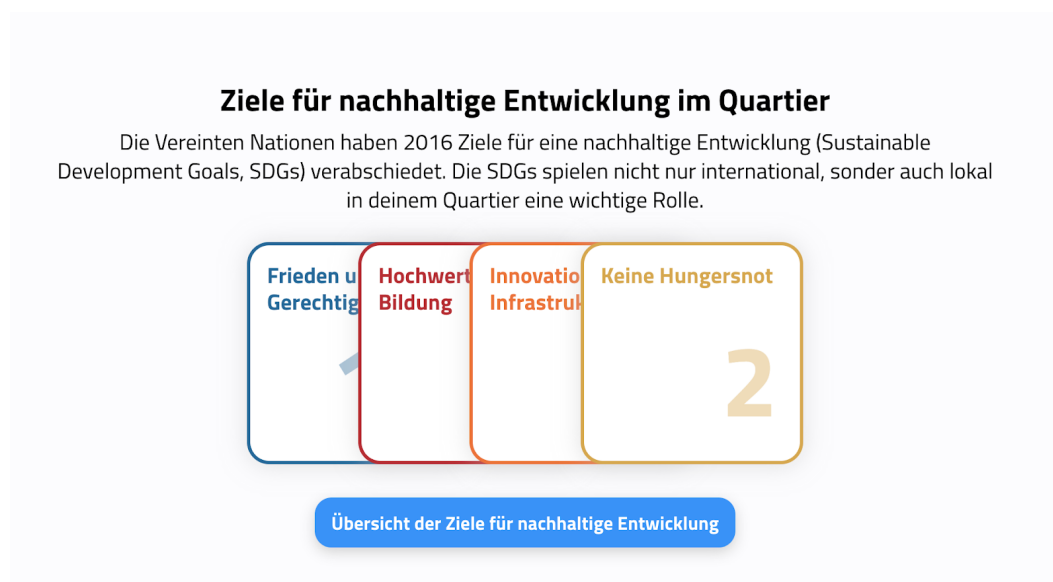 Ziele für nachhaltige Entwicklung im Quartier
Die Vereinten Nationen haben 2016 Ziele für eine nachhaltige Entwicklung (Sustainable
Development Goals, SDGs) verabschiedet. Die SDGs spielen nicht nur international, sonder auch lokal
in deinem Quartier eine wichtige Rolle.
Frieden u
Gerechtig
Hochwert
Bildung
Innovatio
Infrastruk
Keine Hungersnot
2
Übersicht der Ziele für nachhaltige Entwicklung